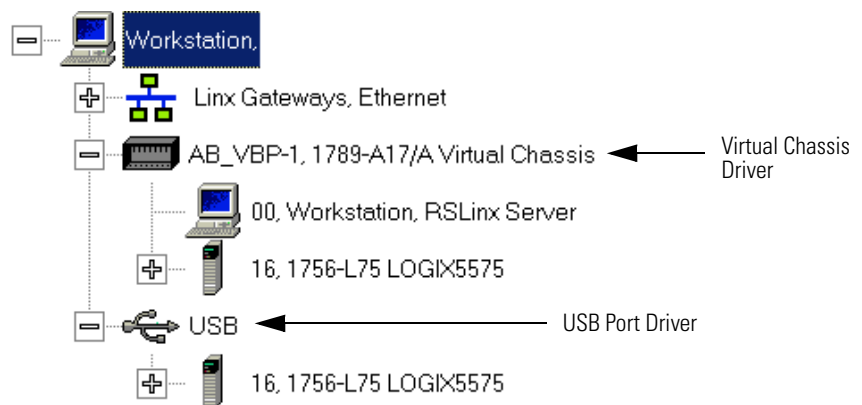 Workstation,
Linx Gateways, Ethernet
AB_VBP-1, 1789-A17/A Virtual Chassis
Virtual Chassis
Driver
00, Workstation, RSLinx Server
16, 1756-L75 LOGIX5575
USB
USB Port Driver
16, 1756-L75 LOGIX5575